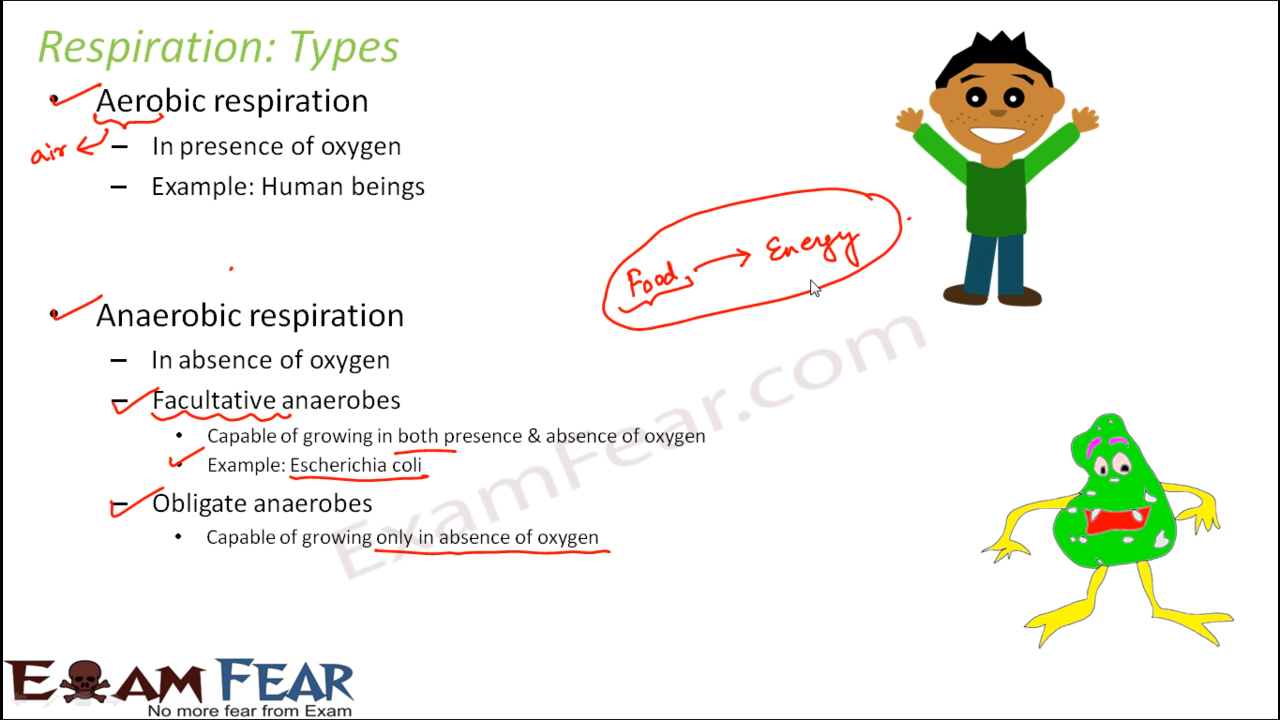 Respiration: Types
• Aerobic respiration
air
– In presence of oxygen
– Example: Human beings
Food → Energy
• Anaerobic respiration
– In absence of oxygen
– Facultative anaerobes
• Capable of growing in both presence & absence of oxygen
• Example: Escherichia coli
– Obligate anaerobes
• Capable of growing only in absence of oxygen
ExamFear.com
EXAM FEAR
No more fear from Exam